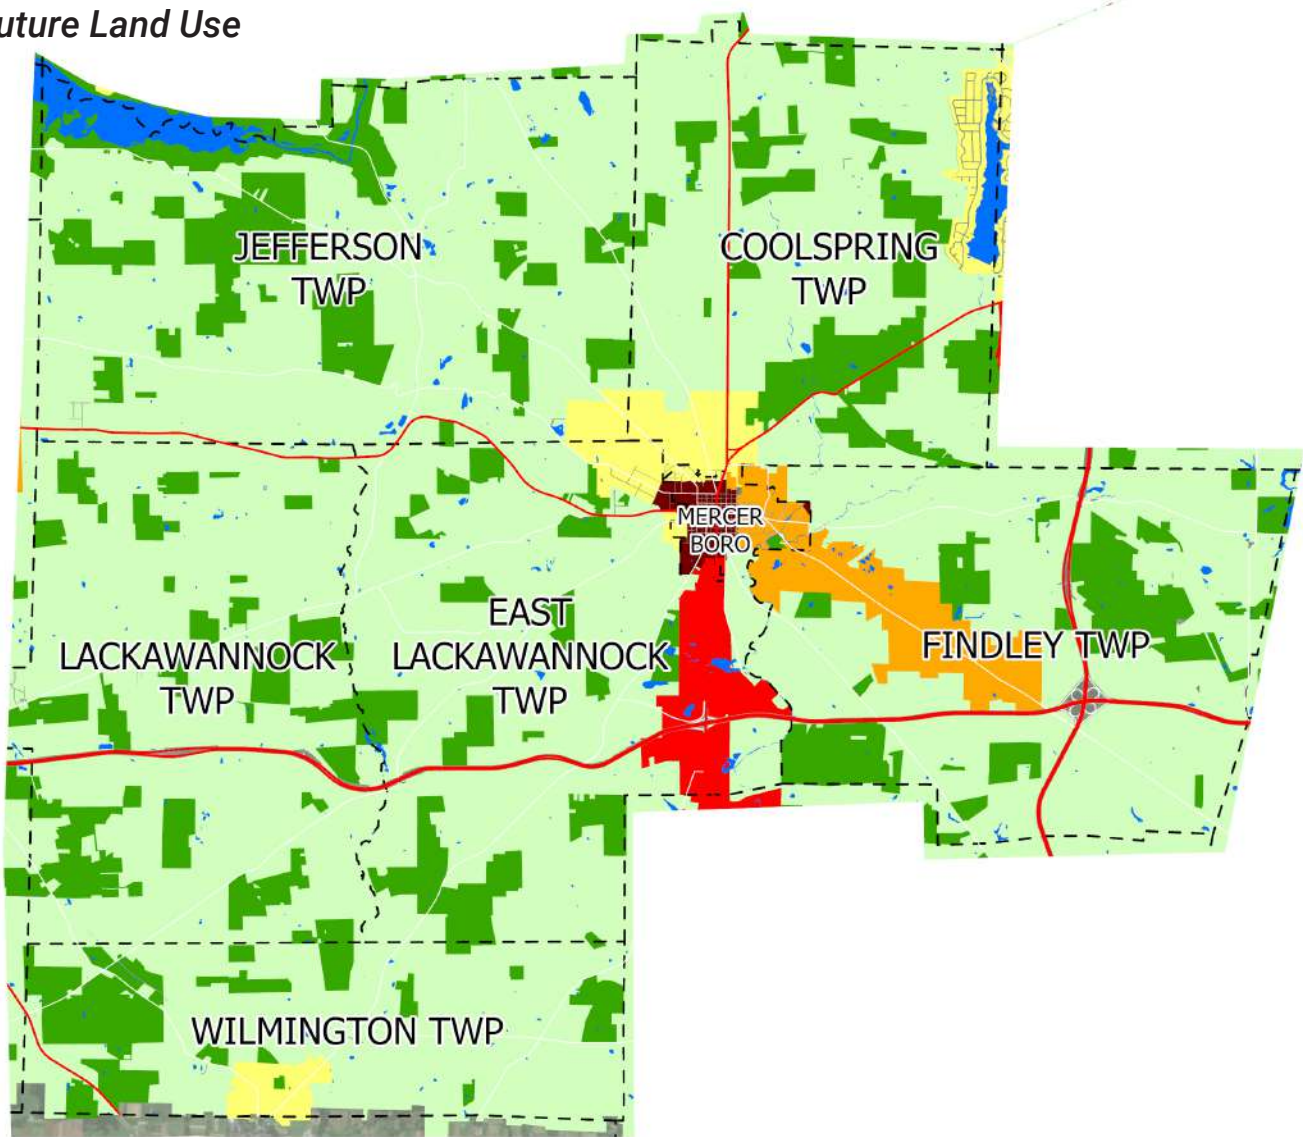 uture Land Use
JEFFERSON
TWP
COOLSPRING
TWP
MERCER
BORO
EAST
LACKAWANNOCK
TWP
LACKAWANNOCK
TWP
FINDLEY TWP
WILMINGTON TWP